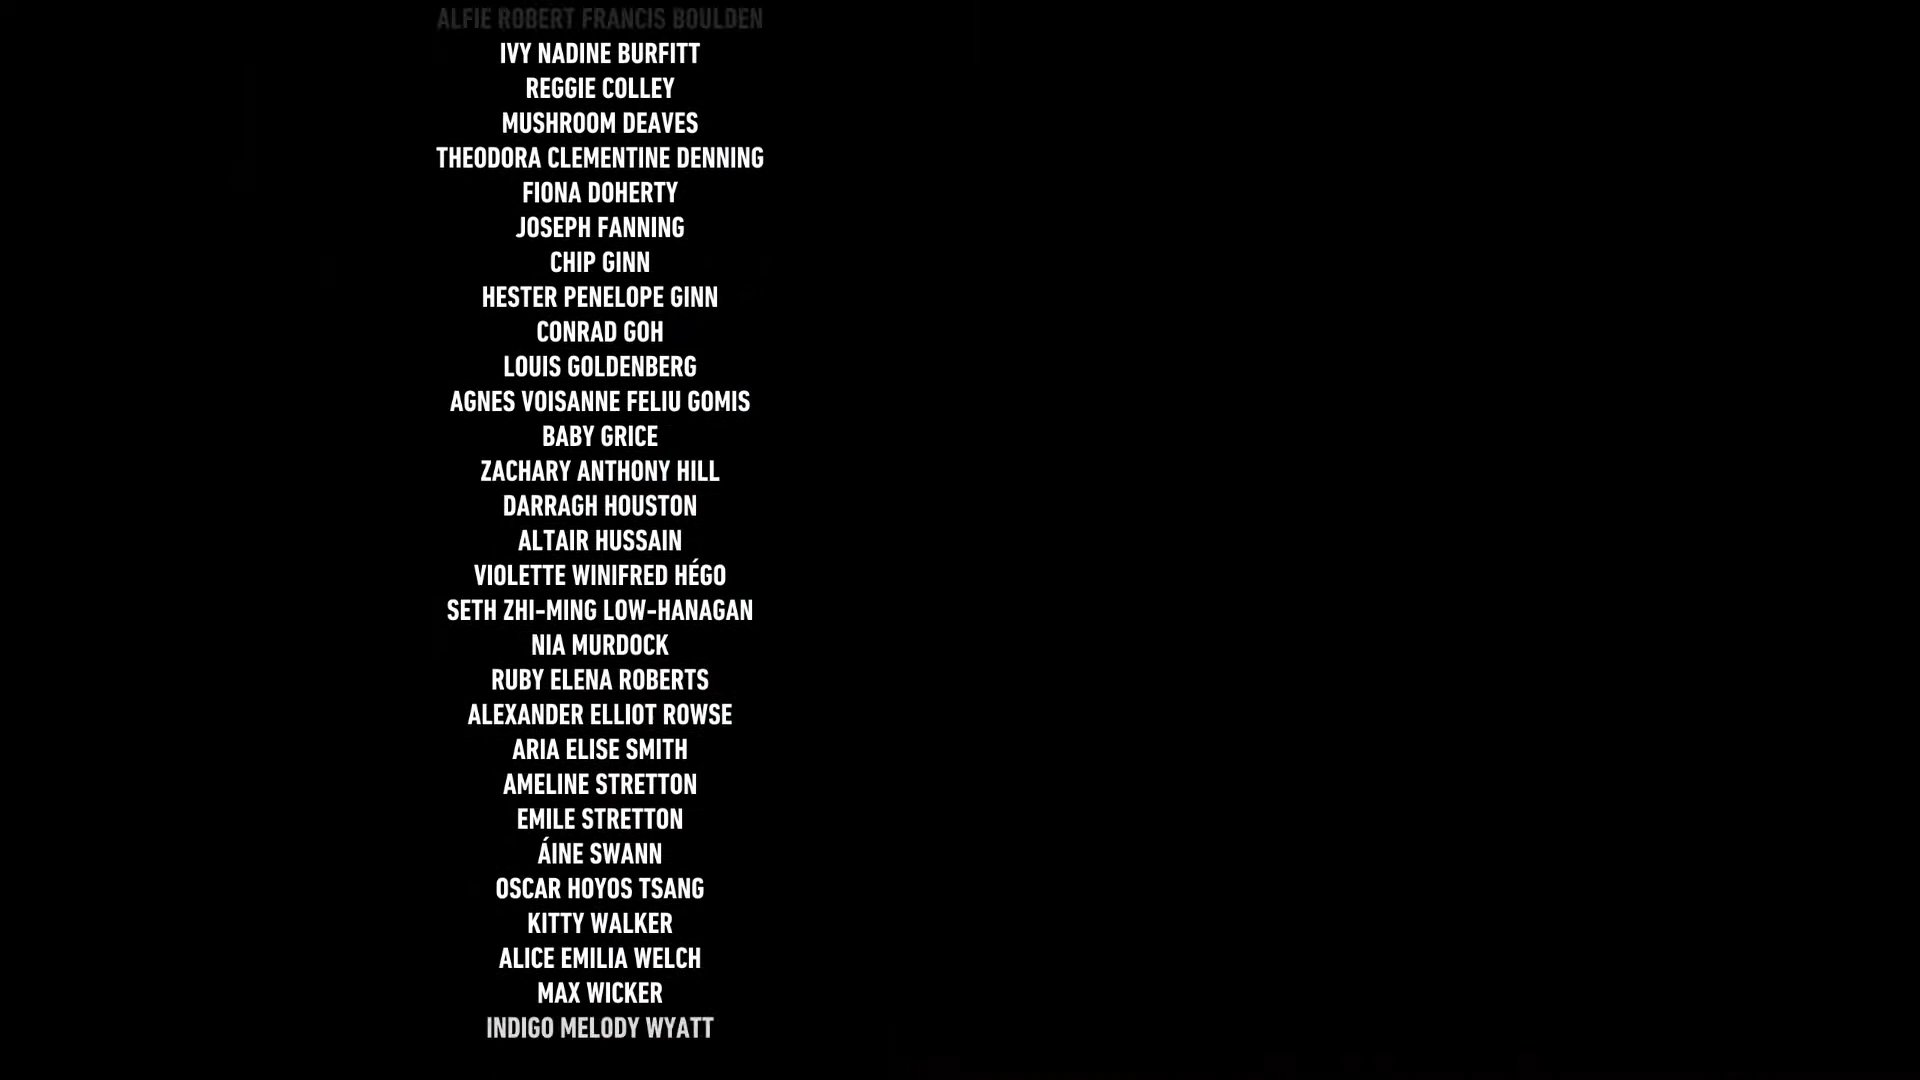 ALFIE ROBERT FRANCIS BOULDEN
IVY NADINE BURFITT
REGGIE COLLEY
MUSHROOM DEAVES
THEODORA CLEMENTINE DENNING
FIONA DOHERTY
JOSEPH FANNING
CHIP GINN
HESTER PENELOPE GINN
CONRAD GOH
LOUIS GOLDENBERG
AGNES VOISANNE FELIU GOMIS
BABY GRICE
ZACHARY ANTHONY HILL
DARRAGH HOUSTON
ALTAIR HUSSAIN
VIOLETTE WINIFRED HÉGO
SETH ZHI-MING LOW-HANAGAN
NIA MURDOCK
RUBY ELENA ROBERTS
ALEXANDER ELLIOT ROWSE
ARIA ELISE SMITH
AMELINE STRETTON
EMILE STRETTON
ÁINE SWANN
OSCAR HOYOS TSANG
KITTY WALKER
ALICE EMILIA WELCH
MAX WICKER
INDIGO MELODY WYATT